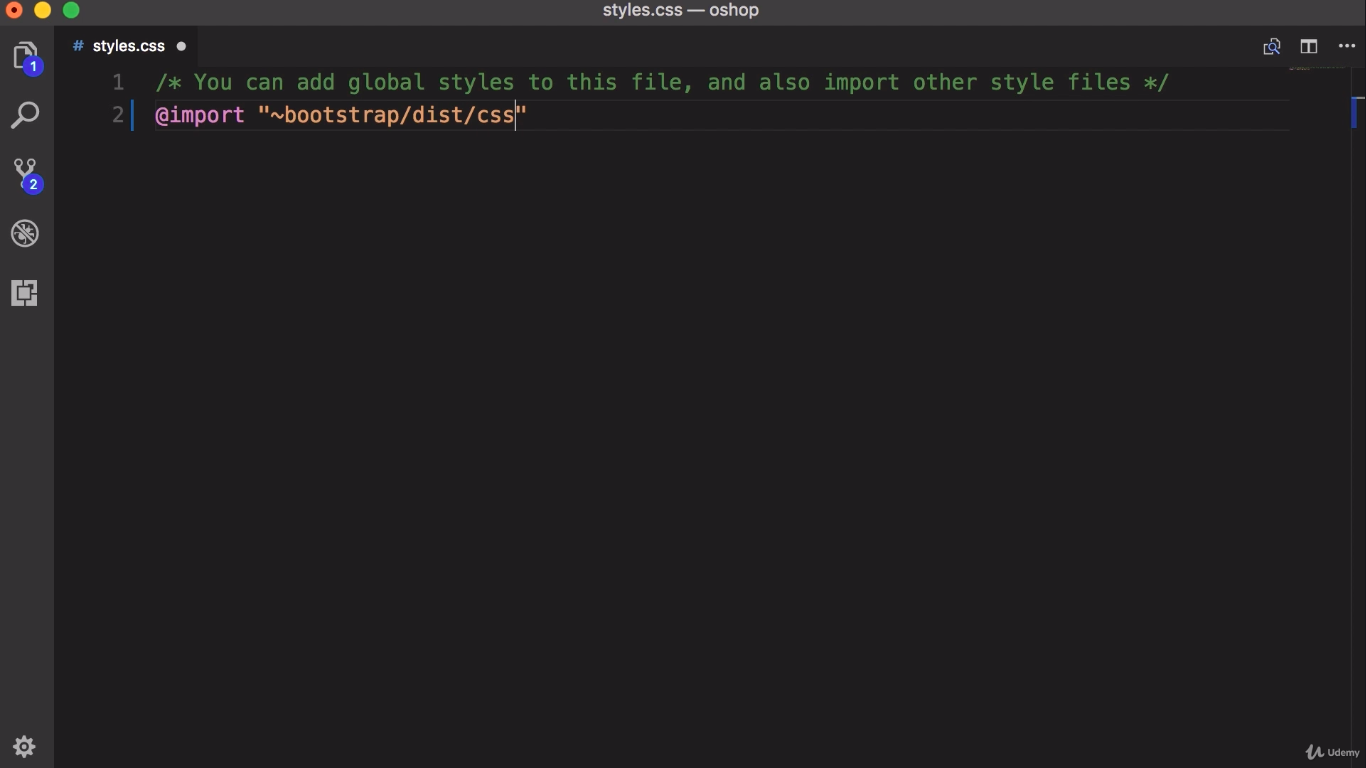 styles.css — oshop
# styles.css
1 /* You can add global styles to this file, and also import other style files */
2 @import "~bootstrap/dist/css"
1
2
Udemy